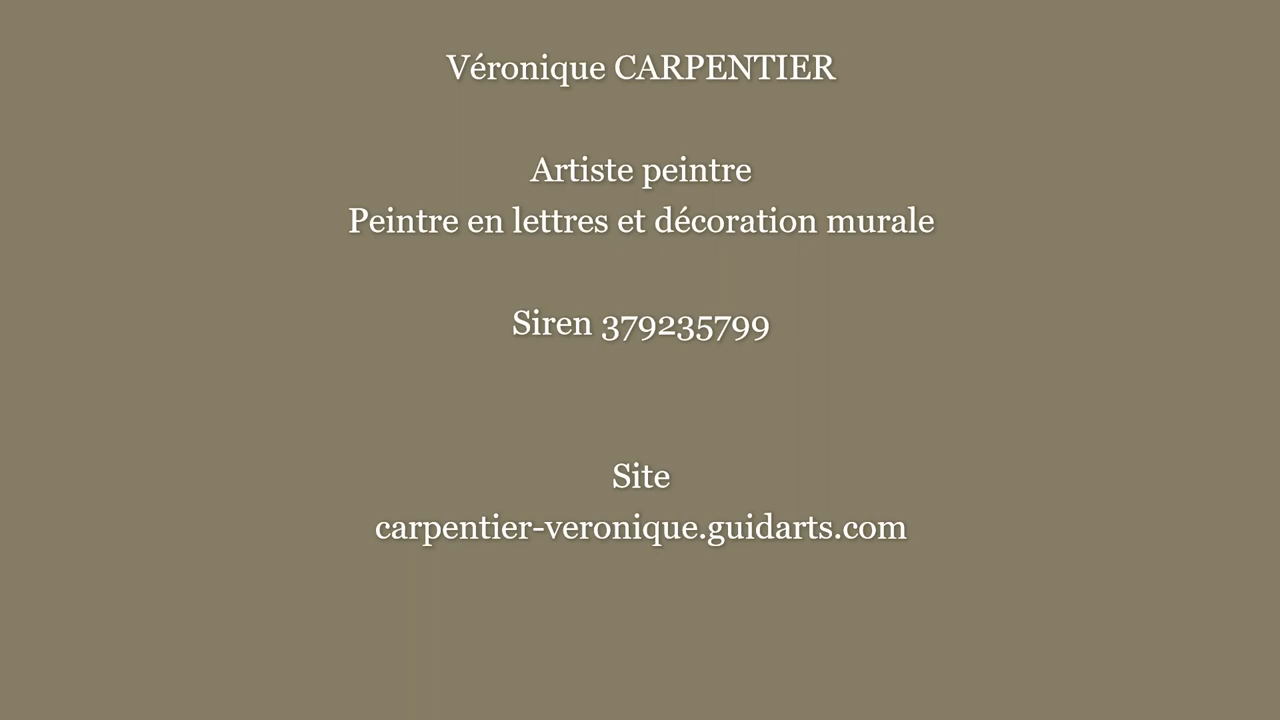 Véronique CARPENTIER
Artiste peintre
Peintre en lettres et décoration murale
Siren 379235799
Site
carpentier-veronique.guidarts.com